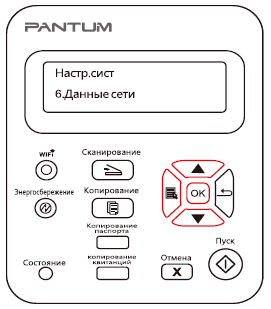 PANTUM
Настр.сист
6.Данные сети
WiFi
Сканирование
Энергосбережение
Копирование
OK
Копирование
паспорта
копирование
квитанций
Состояние
Отмена
X
Пуск